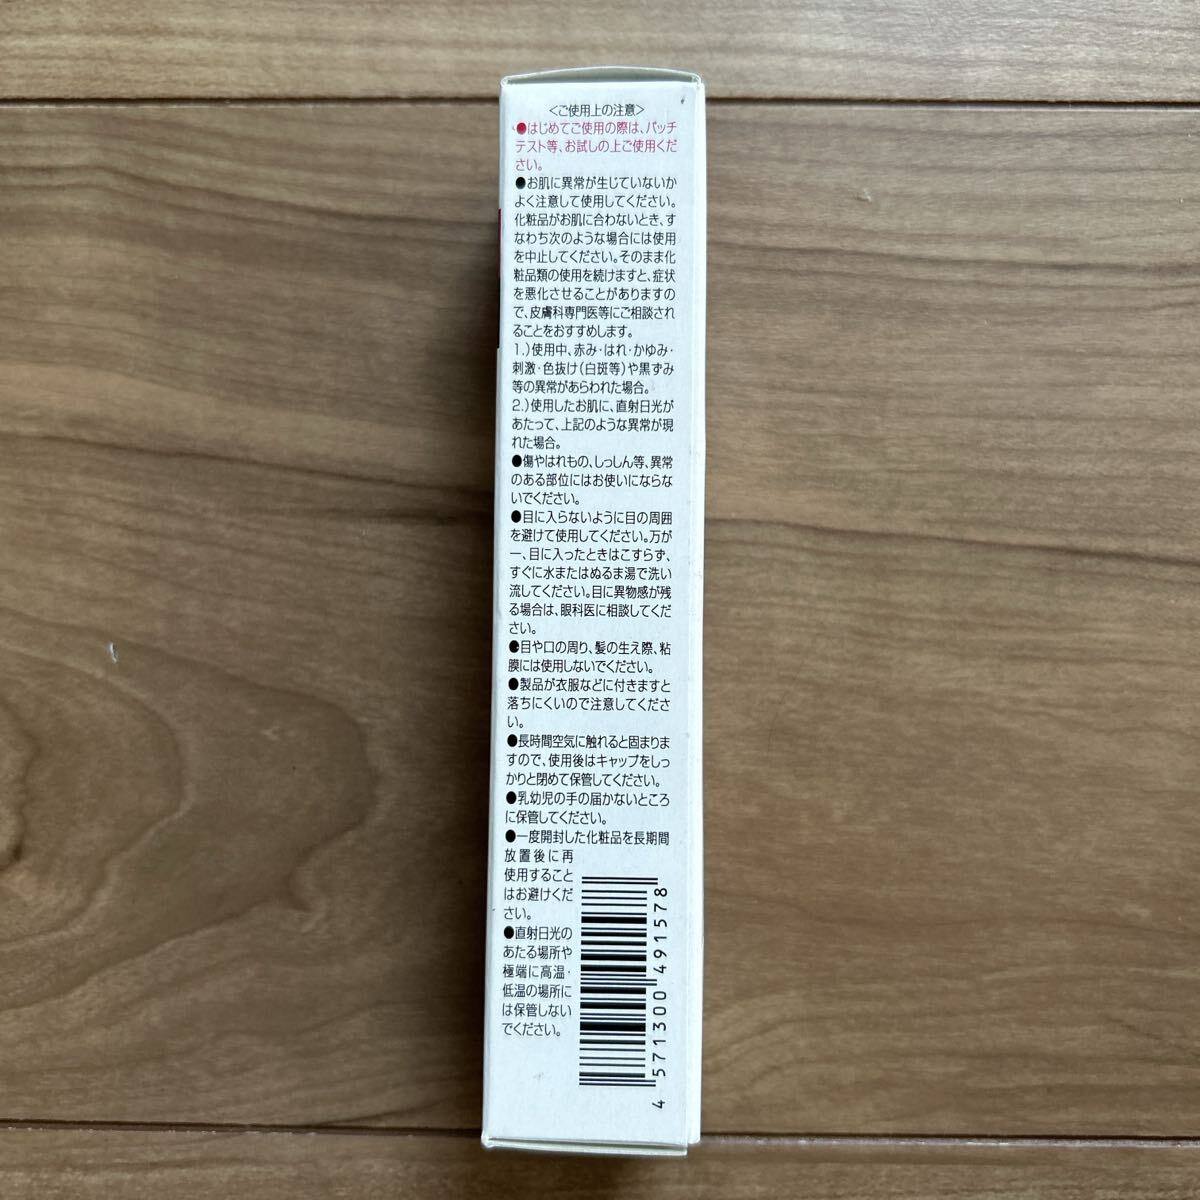 ＜ご使用上の注意＞
●はじめてご使用の際は、パッチ
テスト等、お試しの上ご使用くだ
さい。
●お肌に異常が生じていないか
よく注意して使用してください。
化粧品がお肌に合わないとき、す
なわち次のような場合には使用
を中止してください。そのまま化
粧品類の使用を続けますと、症状
を悪化させることがありますの
で、皮膚科専門医等にご相談され
ることをおすすめします。
1.）使用中、赤み・はれ・かゆみ・
刺激・色抜け（白斑等）や黒ずみ
等の異常があらわれた場合。
2.）使用したお肌に、直射日光が
あたって、上記のような異常が現
れた場合。
●傷やはれもの、しっしん等、異常
のある部位にはお使いにならな
いでください。
●目に入らないように目の周囲
を避けて使用してください。万が
一、目に入ったときはこすらず、
すぐに水またはぬるま湯で洗い
流してください。目に異物感が残
る場合は、眼科医に相談してくだ
さい。
●目や口の周り、髪の生え際、粘
膜には使用しないでください。
●製品が衣服などに付きますと
落ちにくいので注意してくださ
い。
●長時間空気に触れると固まりま
すので、使用後はキャップをしっ
かりと閉めて保管してください。
●乳幼児の手の届かないところ
に保管してください。
●一度開封した化粧品を長期間
放置後に再
使用すること
はお避けくだ
さい。
●直射日光の
あたる場所や
極端に高温・
低温の場所に
は保管しない
でください。
4 571300 491578